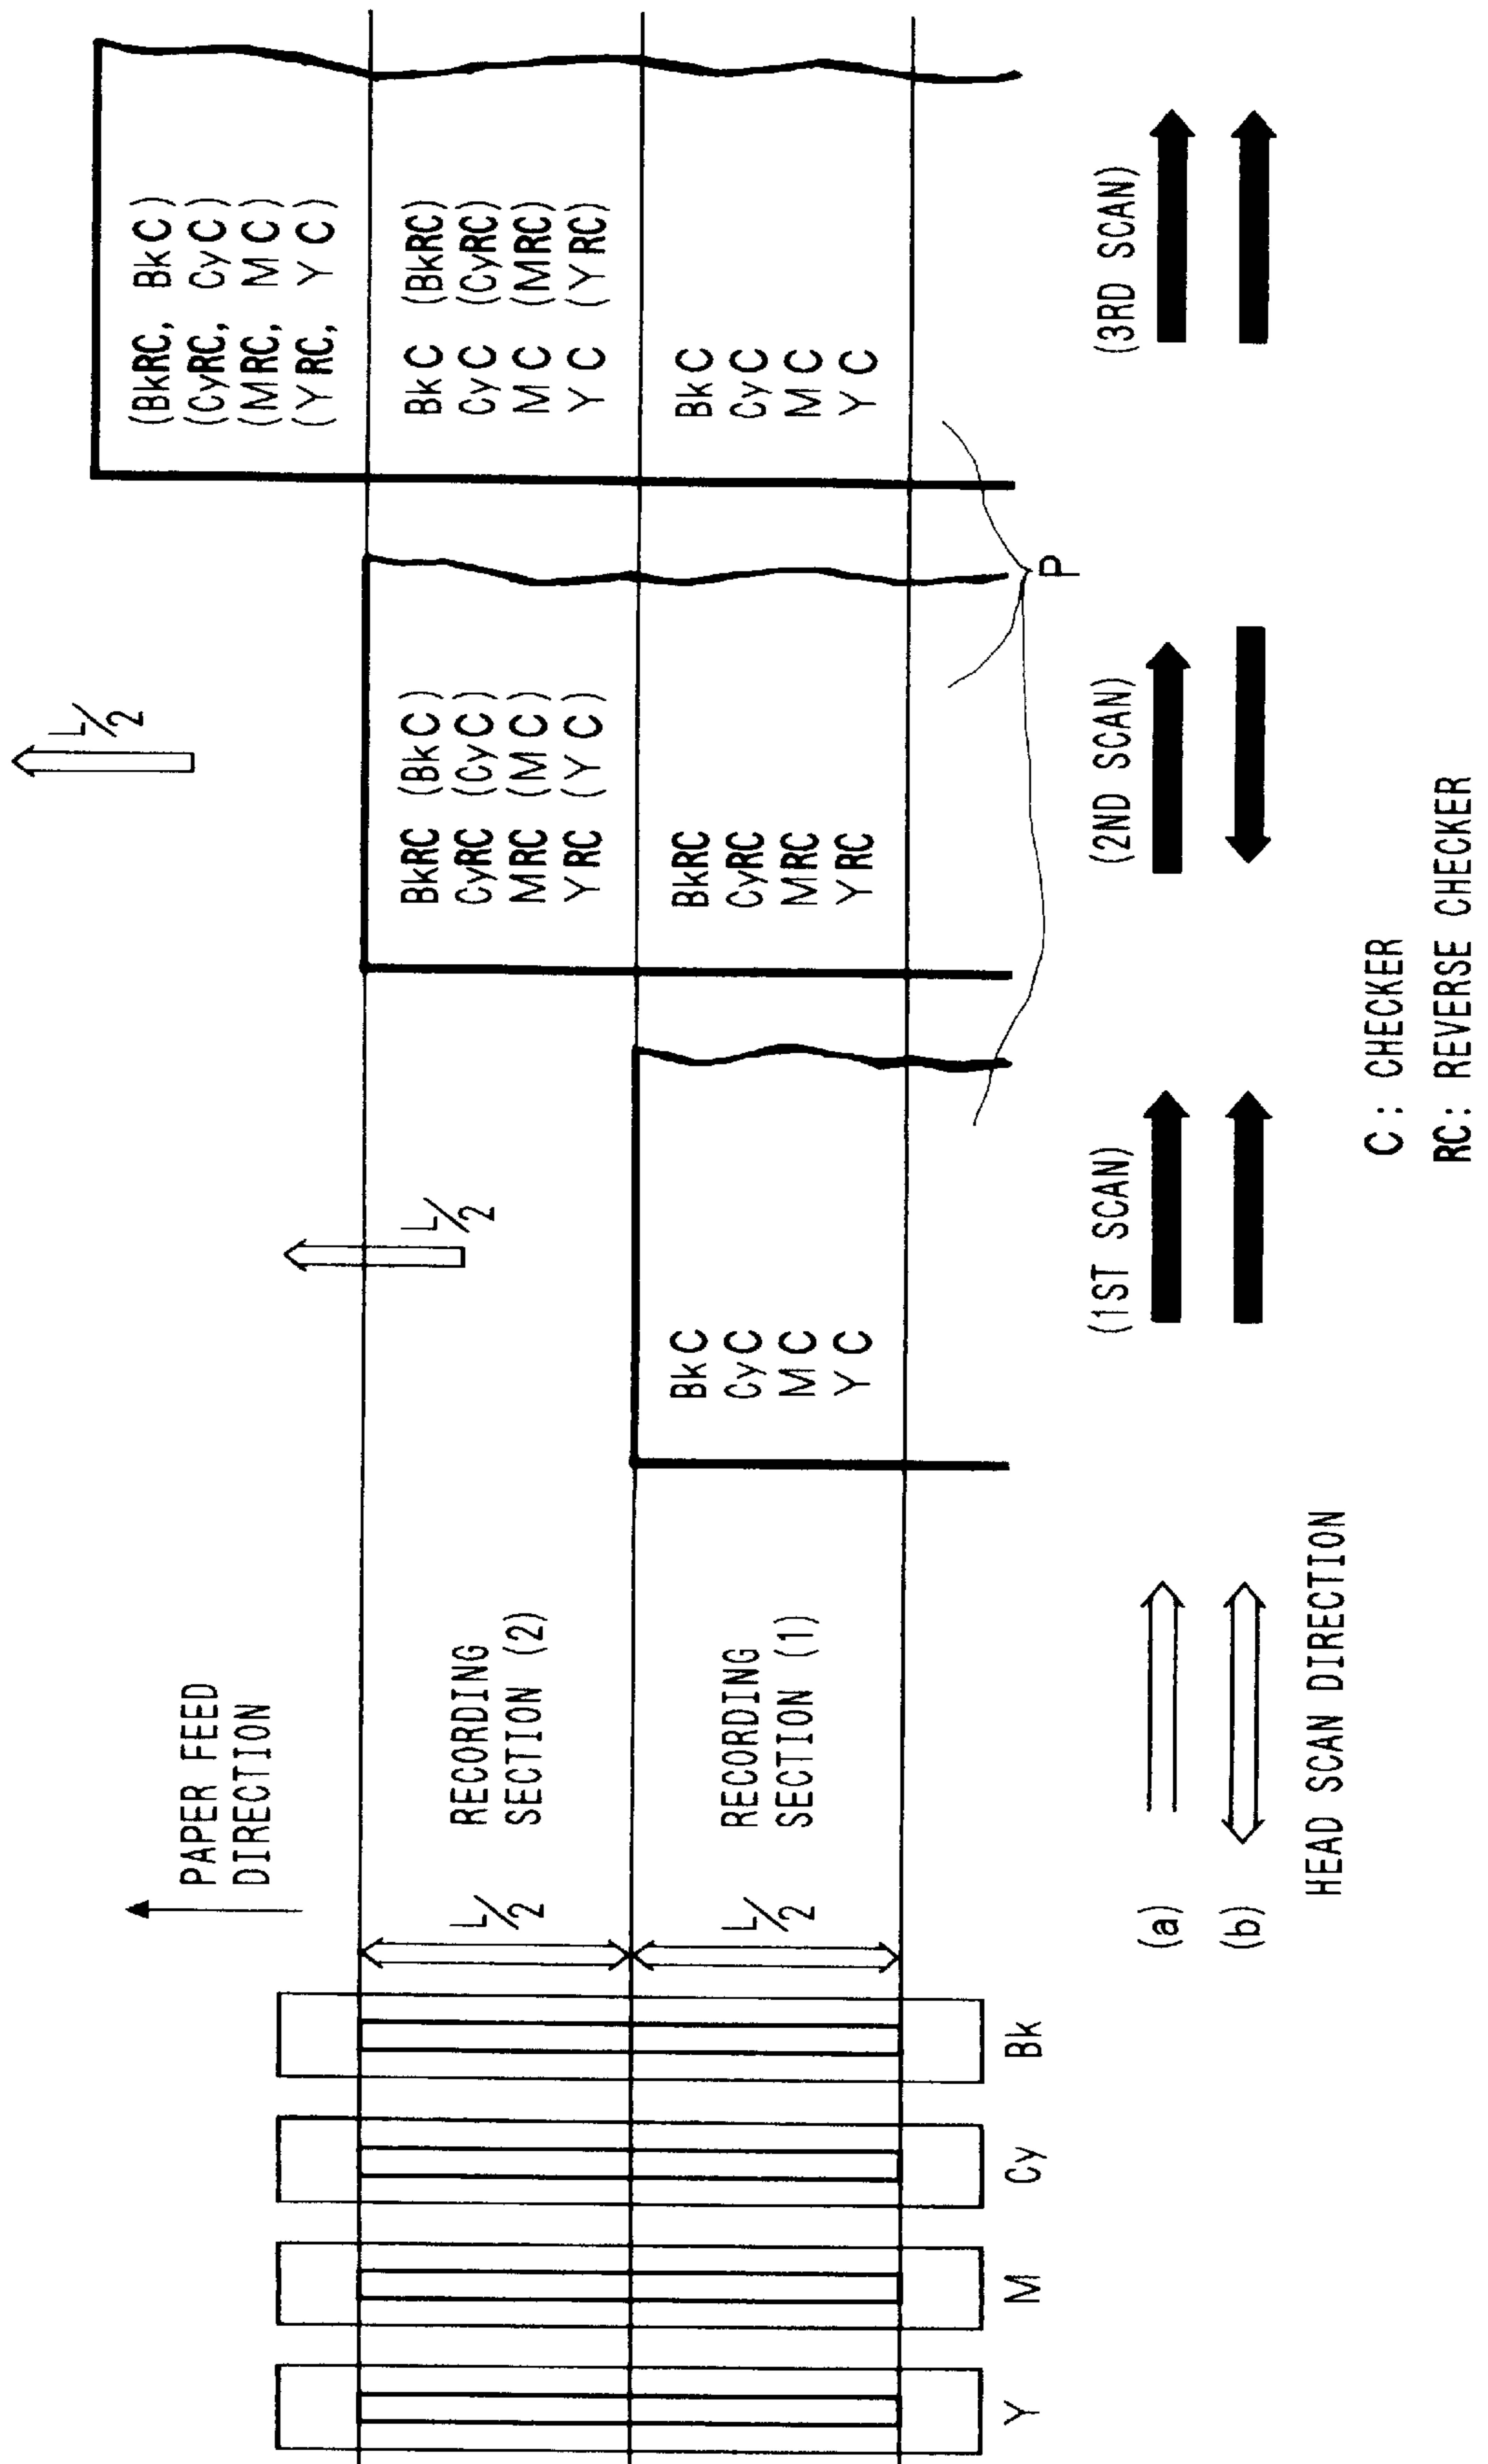 PAPER FEED
DIRECTION
L/2
RECORDING
SECTION (2)
L/2
RECORDING
SECTION (1)
Y
M
Cy
Bk
(a)
(b)
HEAD SCAN DIRECTION
BkC
CyC
MC
YC
(1ST SCAN)
L/2
BkRC (BkC)
CyRC (CyC)
MRC (MC)
YRC (YC)
BkRC
CyRC
MRC
YRC
(2ND SCAN)
L/2
(BkRC, BkC)
(CyRC, CyC)
(MRC, MC)
(YRC, YC)
BkC (BkRC)
CyC (CyRC)
MC (MRC)
YC (YRC)
BkC
CyC
MC
YC
(3RD SCAN)
P
C: CHECKER
RC: REVERSE CHECKER